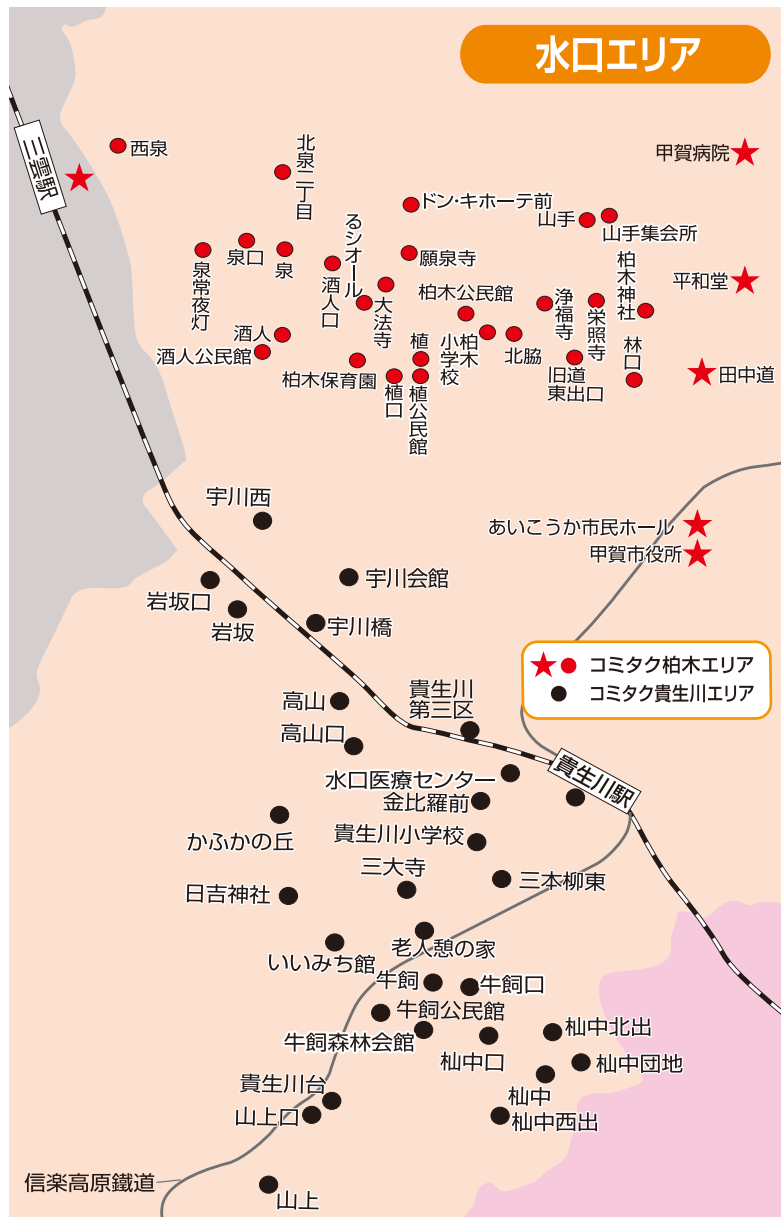 水口エリア
三雲駅
西泉
北泉二丁目
甲賀病院
ドン・キホーテ前
山手
山手集会所
泉常夜灯
泉口
泉
酒人口
るシオール
大法寺
願泉寺
柏木公民館
浄福寺
栄照寺
柏木神社
平和堂
酒人
酒人公民館
柏木保育園
植
植口
植公民館
柏木
小学校
北脇
旧道
東出口
林口
田中道
宇川西
あいこうか市民ホール
甲賀市役所
岩坂口
岩坂
宇川会館
宇川橋
コミタク柏木エリア
コミタク貴生川エリア
高山
高山口
貴生川
第三区
貴生川駅
水口医療センター
金比羅前
かふかの丘
貴生川小学校
三大寺
三本柳東
日吉神社
老人憩の家
いいみち館
牛飼
牛飼口
牛飼公民館
牛飼森林会館
杣中口
杣中北出
杣中団地
杣中
杣中西出
貴生川台
山上口
信楽高原鐵道
山上